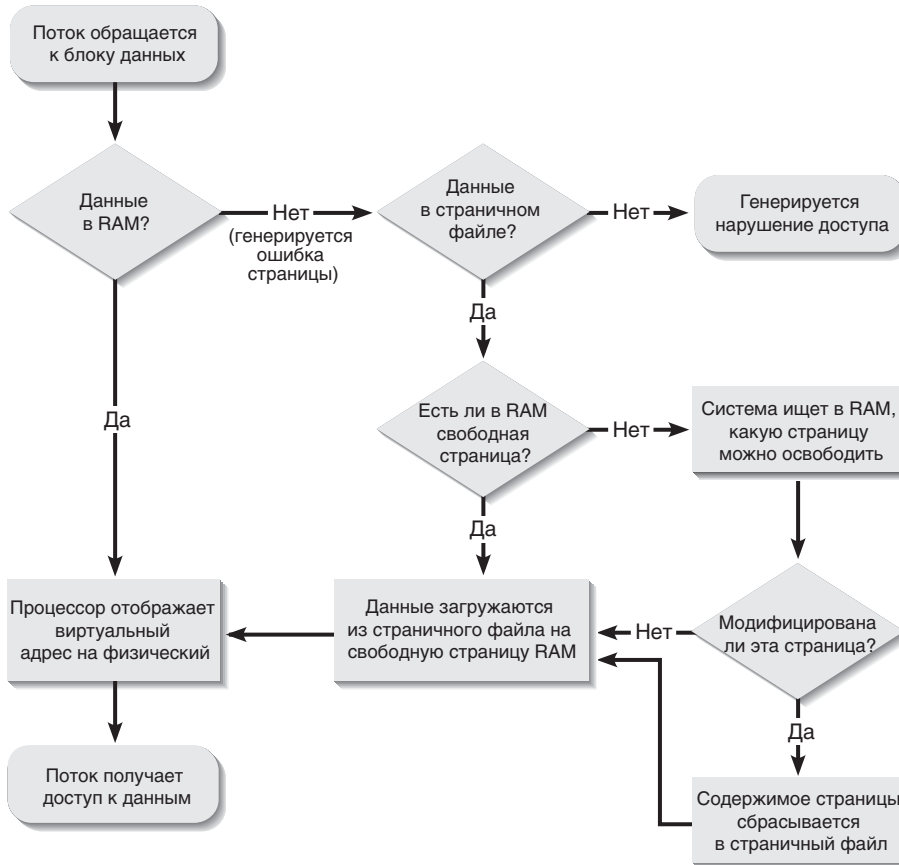 Поток обращается
к блоку данных
Данные
в RAM?
Нет
(генерируется
ошибка
страницы)
Данные
в страничном
файле?
Нет
Генерируется
нарушение доступа
Да
Да
Есть ли в RAM
свободная
страница?
Нет
Система ищет в RAM,
какую страницу
можно освободить
Да
Процессор отображает
виртуальный
адрес на физический
Данные загружаются
из страничного файла на
свободную страницу RAM
Нет
Модифицирована
ли эта страница?
Да
Поток получает
доступ к данным
Содержимое страницы
сбрасывается
в страничный файл